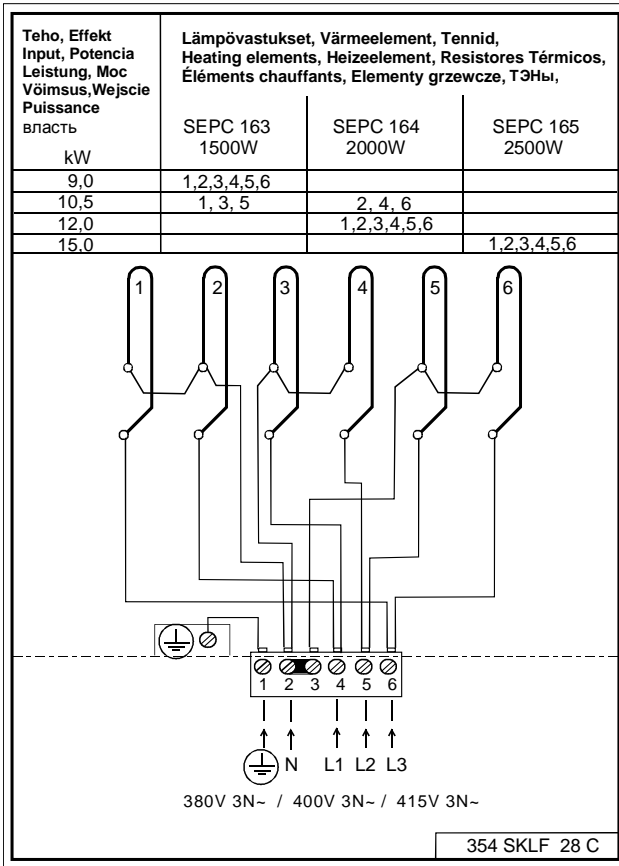 Teho, Effekt
Input, Potencia
Leistung, Moc
Vöimsus,Wejscie
Puissance
власть
kW
Lämpövastukset, Värmeelement, Tennid,
Heating elements, Heizeelement, Resistores Térmicos,
Éléments chauffants, Elementy grzewcze, ТЭНы,
SEPC 163 SEPC 164 SEPC 165
1500W 2000W 2500W
9,0 1,2,3,4,5,6
10,5 1, 3, 5 2, 4, 6
12,0 1,2,3,4,5,6
15,0 1,2,3,4,5,6
1 2 3 4 5 6
1 2 3 4 5 6
N L1 L2 L3
380V 3N~ / 400V 3N~ / 415V 3N~
354 SKLF 28 C